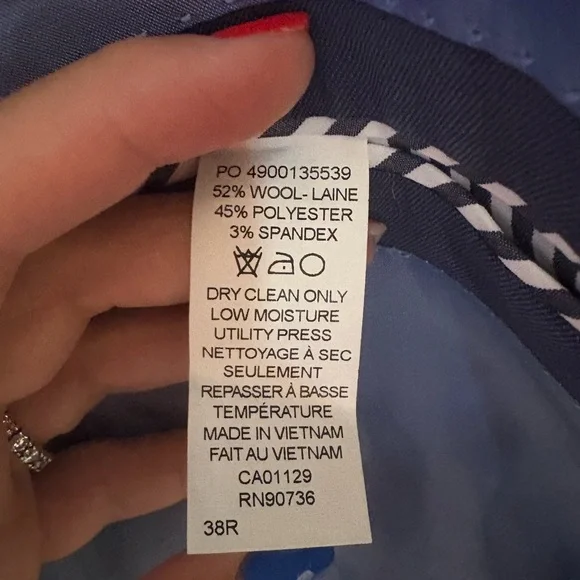 PO 4900135539
52% WOOL- LAINE
45% POLYESTER
3% SPANDEX
DRY CLEAN ONLY
LOW MOISTURE
UTILITY PRESS
NETTOYAGE À SEC
SEULEMENT
REPASSER À BASSE
TEMPÉRATURE
MADE IN VIETNAM
FAIT AU VIETNAM
CA01129
RN90736
38R